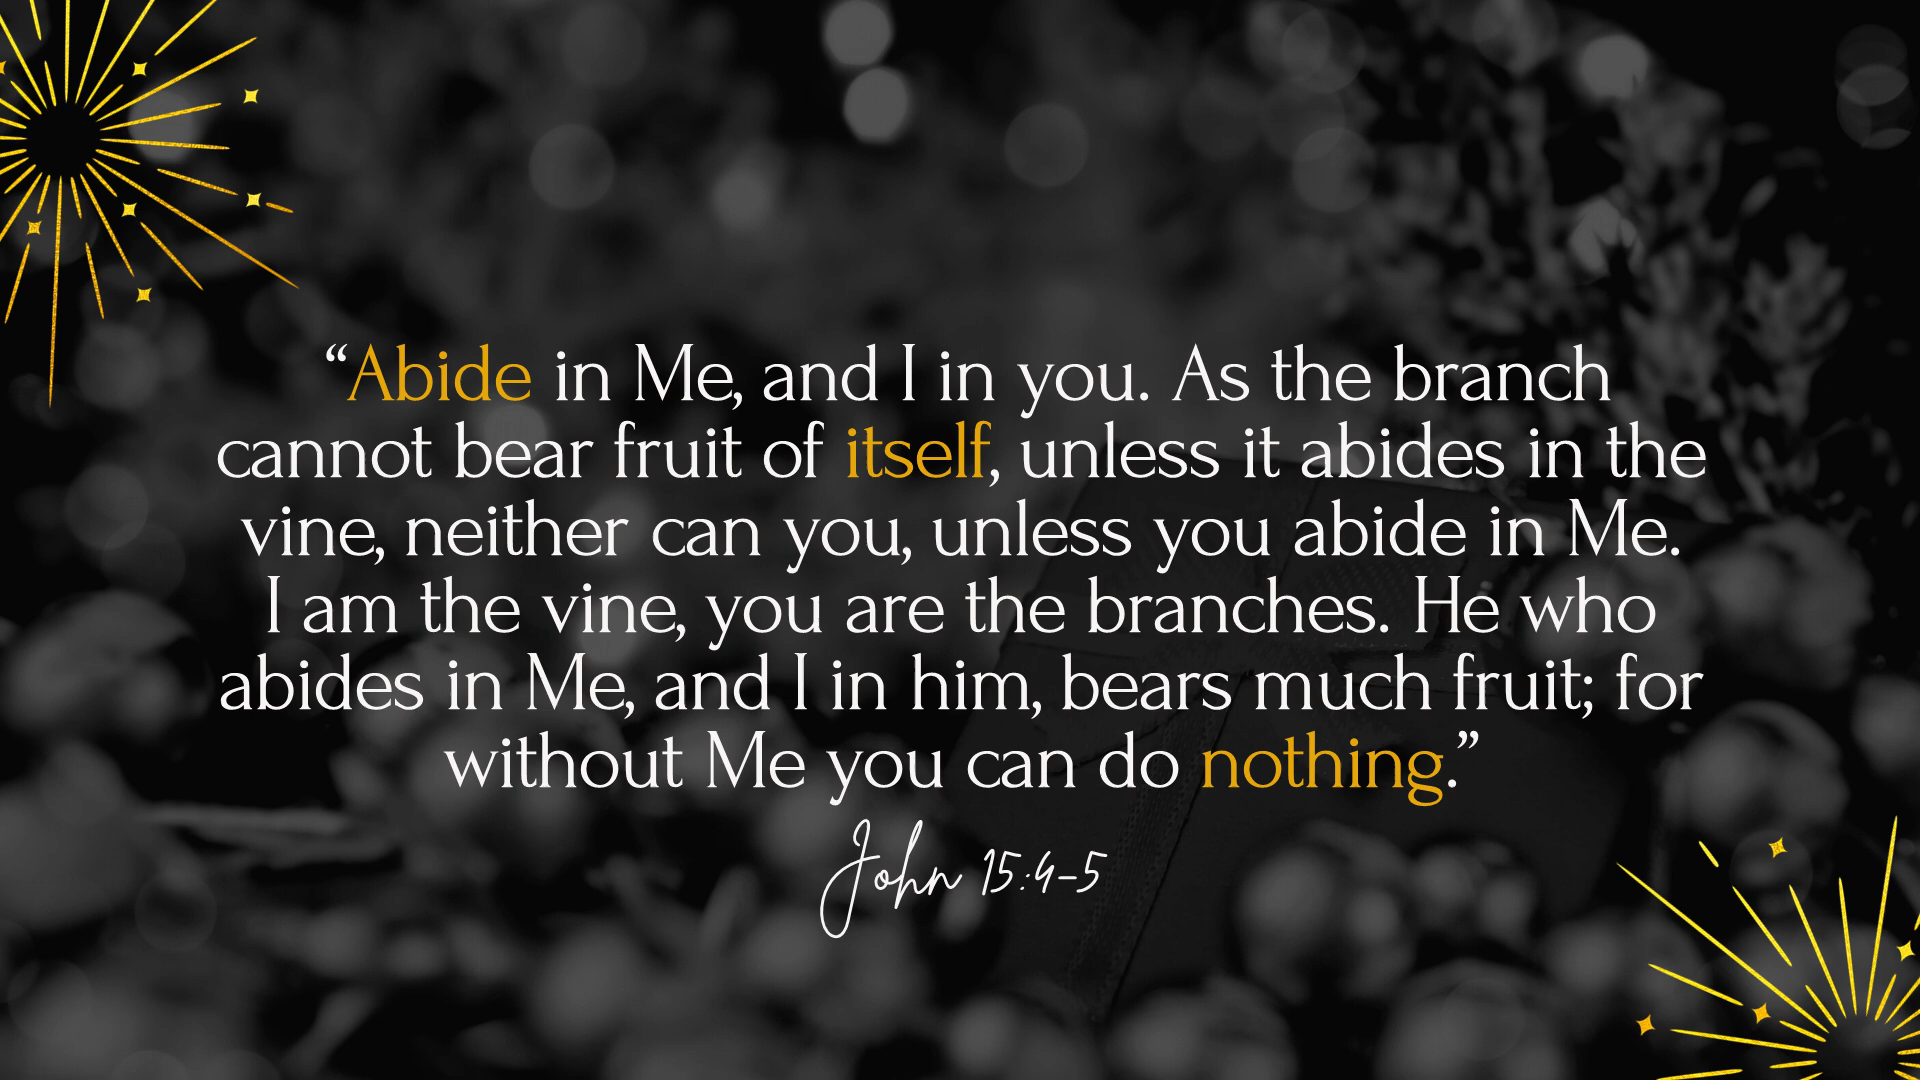 “Abide in Me, and I in you. As the branch
cannot bear fruit of itself, unless it abides in the
vine, neither can you, unless you abide in Me.
I am the vine, you are the branches. He who
abides in Me, and I in him, bears much fruit; for
without Me you can do nothing.”
John 15:4-5